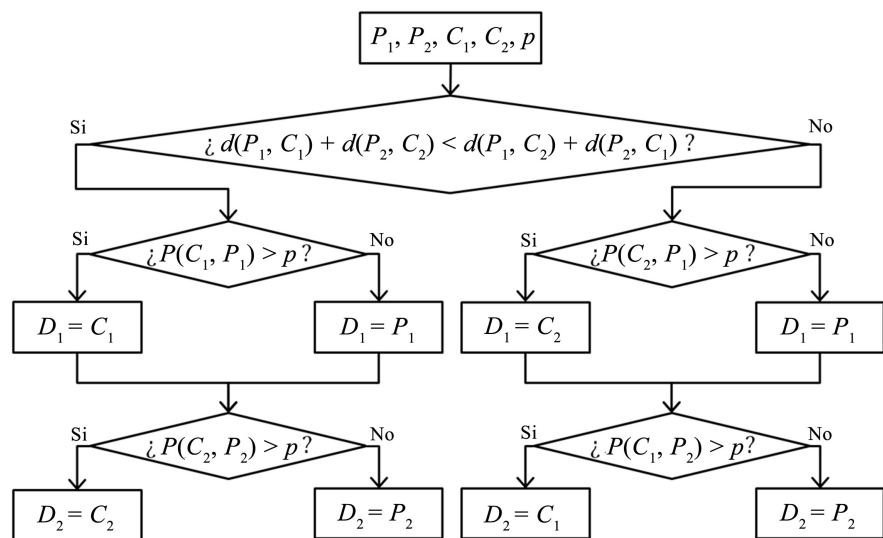 P₁, P₂, C₁, C₂, p
Si
No
¿ d(P₁, C₁) + d(P₂, C₂) < d(P₁, C₂) + d(P₂, C₁) ?
Si
No
Si
No
¿P(C₁, P₁) > p ?
¿P(C₂, P₁) > p ?
D₁ = C₁
D₁ = P₁
D₁ = C₂
D₁ = P₁
Si
No
Si
No
¿ P(C₂, P₂) > p?
¿ P(C₁, P₂) > p?
D₂ = C₂
D₂ = P₂
D₂ = C₁
D₂ = P₂